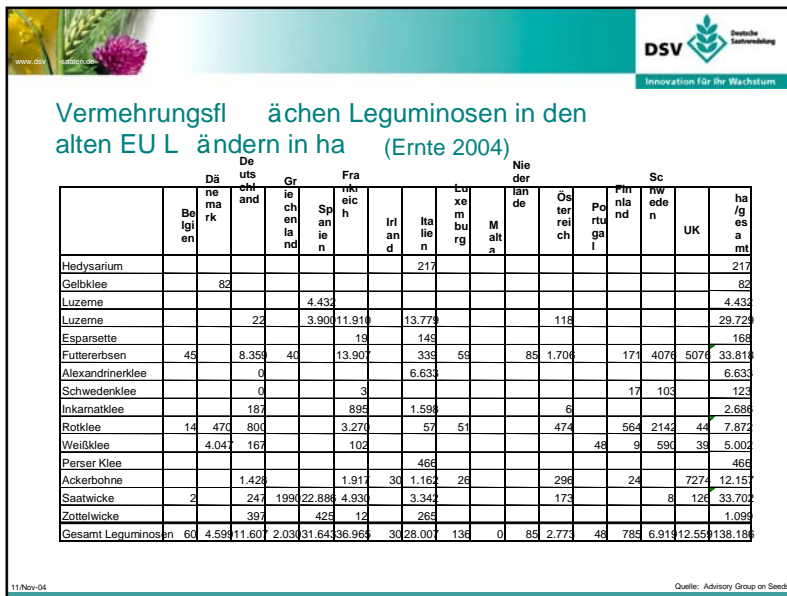 www.dsv -saaten.de
DSV Deutsche Saatveredelung
Innovation für Ihr Wachstum
Vermehrungsfl ächen Leguminosen in den
alten EU L ändern in ha (Ernte 2004)
Belgien Dänemark Deutschland Griechenland Spanien Frankreich Irland Italien Luxemburg Malta Niederlande Österreich Portugal Finnland Schweden UK ha/gesamt
Hedysarium 217 217
Gelbklee 82 82
Luzerne 4.432 4.432
Luzerne 22 3.900 11.910 13.779 118 29.729
Esparsette 19 149 168
Futtererbsen 45 8.359 40 13.907 339 59 85 1.706 171 4076 5076 33.818
Alexandrinerklee 0 6.633 6.633
Schwedenklee 0 3 17 103 123
Inkarnatklee 187 895 1.598 6 2.686
Rotklee 14 470 800 3.270 57 51 474 564 2142 44 7.872
Weißklee 4.047 167 102 48 9 590 39 5.002
Perser Klee 466 466
Ackerbohne 1.428 1.917 30 1.162 26 296 24 7274 12.157
Saatwicke 2 247 1990 22.886 4.930 3.342 173 8 126 33.702
Zottelwicke 397 425 12 265 1.099
Gesamt Leguminosen 60 4.599 11.607 2.030 31.643 36.965 30 28.007 136 0 85 2.773 48 785 6.919 12.559 138.186
11/Nov-04 Quelle: Advisory Group on Seeds